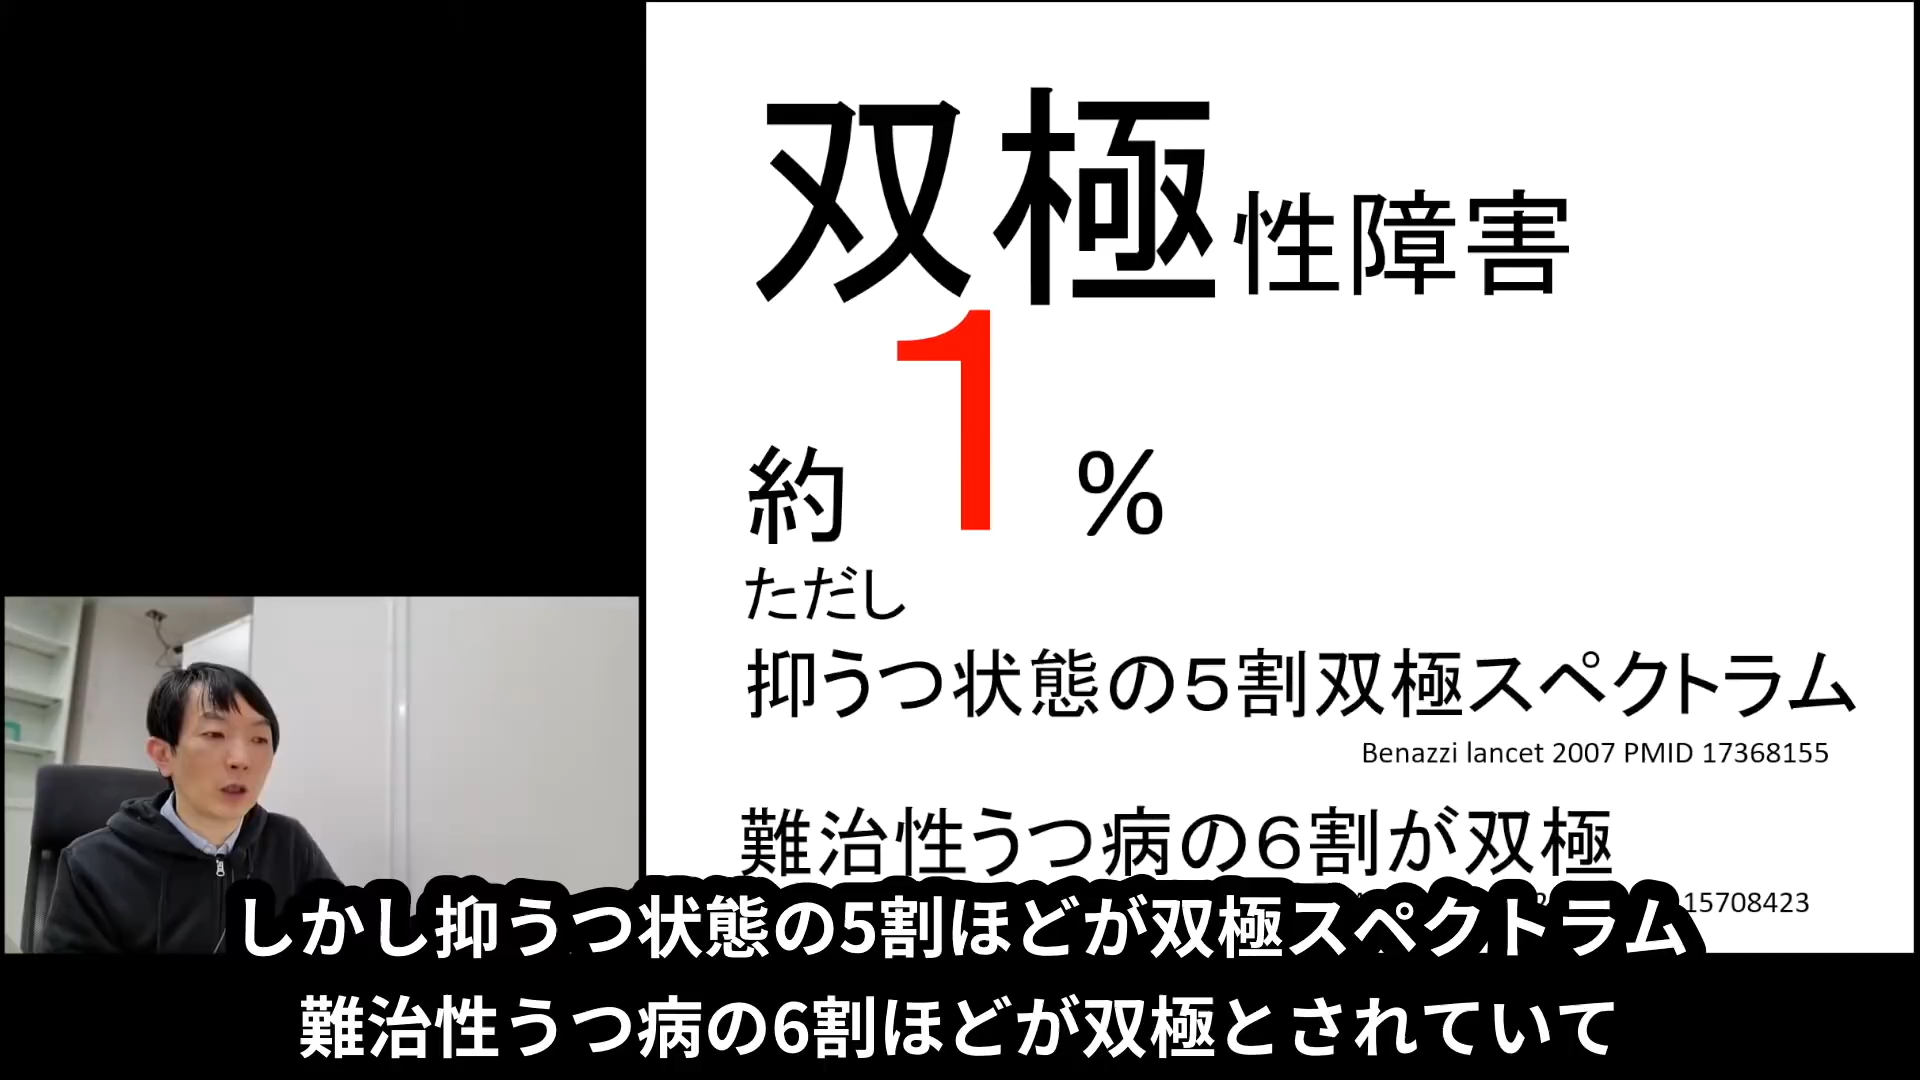 双極性障害
約1%
ただし
抑うつ状態の5割双極スペクトラム
Benazzi lancet 2007 PMID 17368155
難治性うつ病の6割が双極
15708423
しかし抑うつ状態の5割ほどが双極スペクトラム
難治性うつ病の6割ほどが双極とされていて